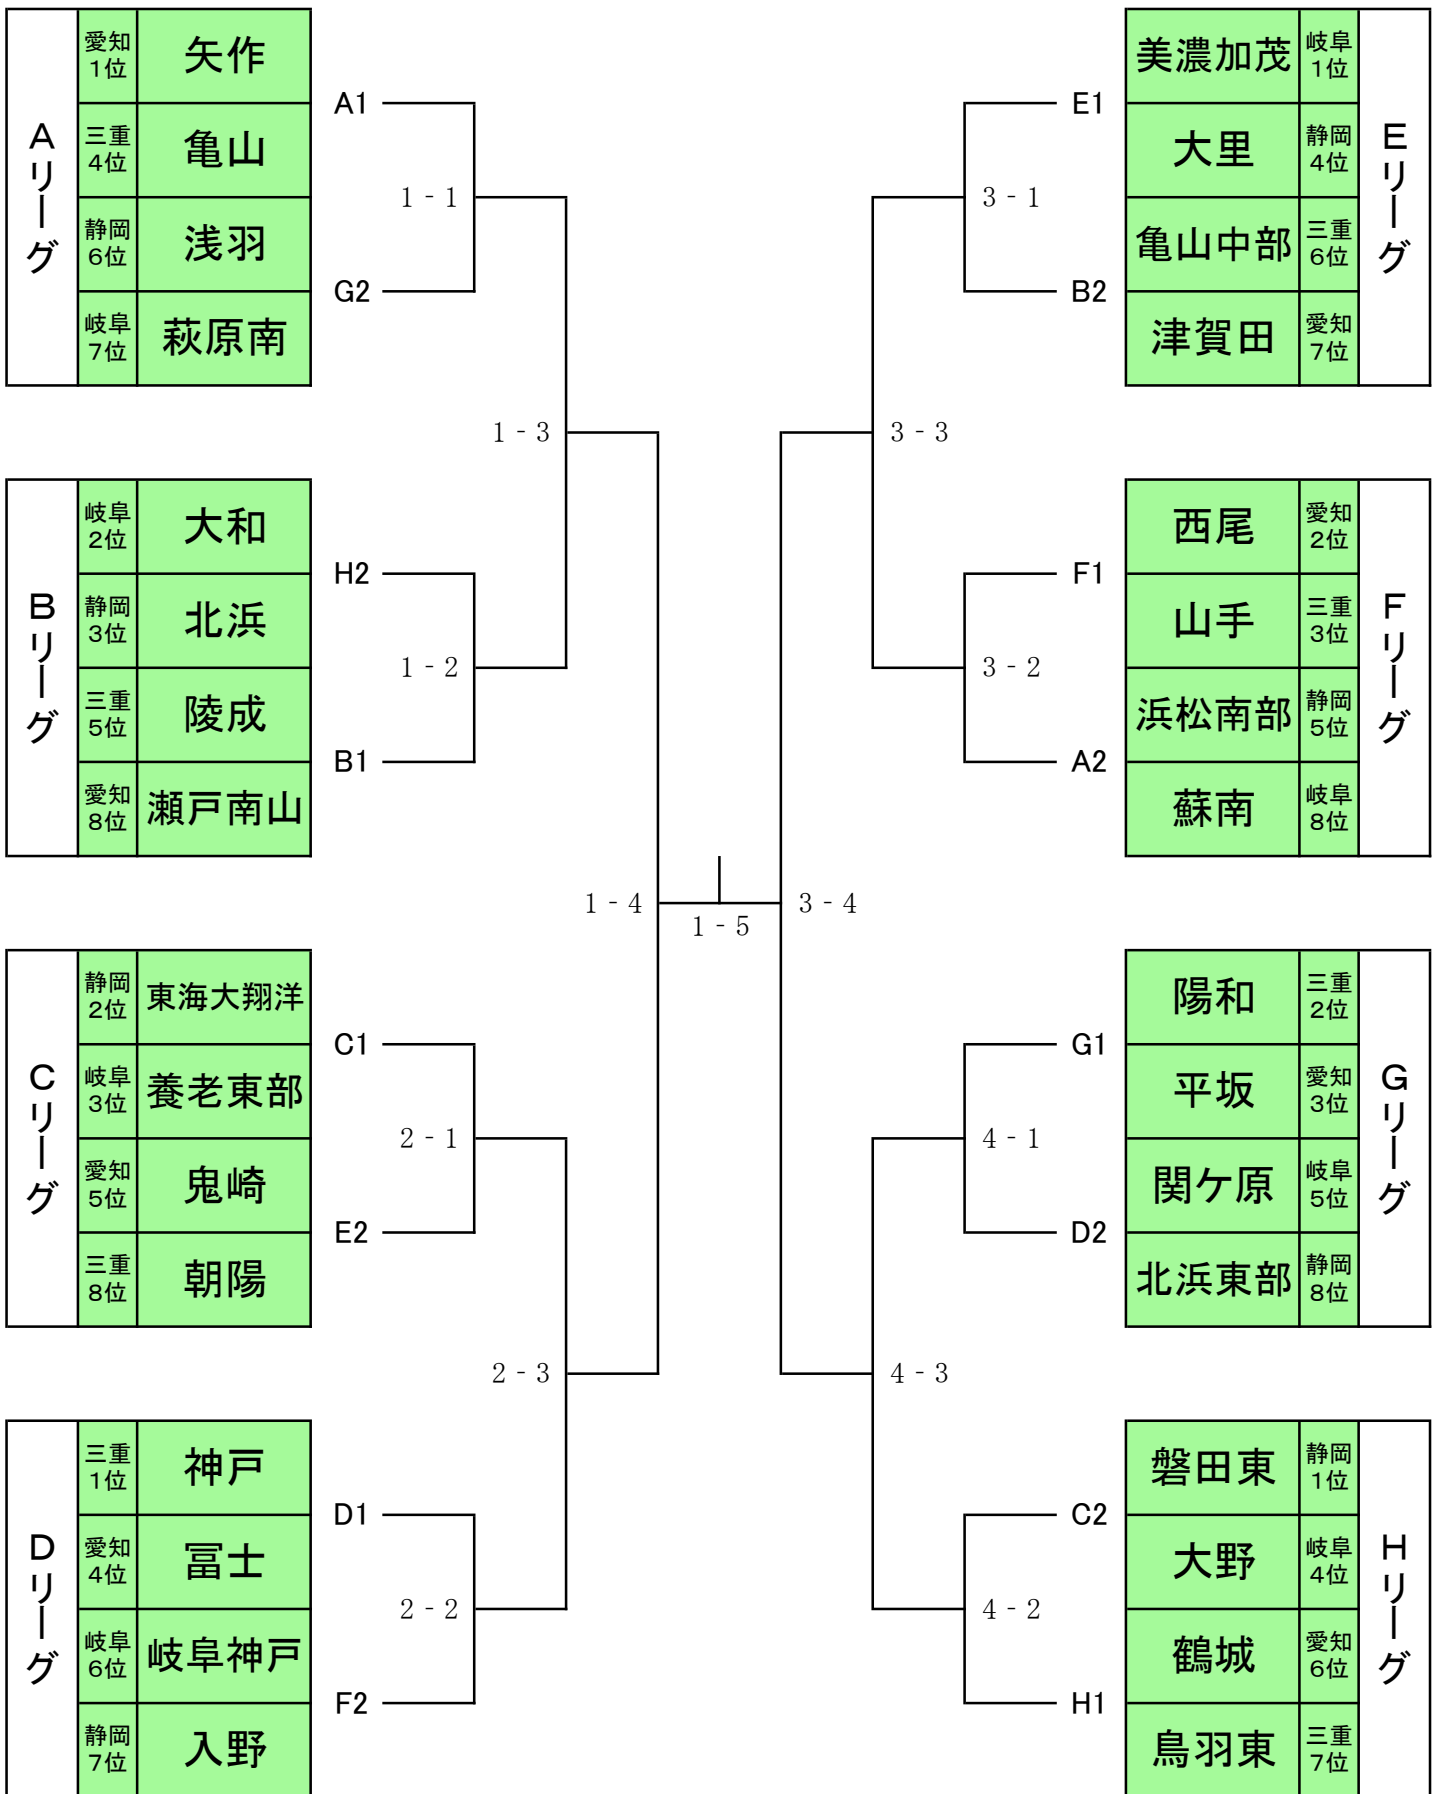 Aリーグ
愛知
1位
矢作
三重
4位
亀山
静岡
6位
浅羽
岐阜
7位
萩原南
Bリーグ
岐阜
2位
大和
静岡
3位
北浜
三重
5位
陵成
愛知
8位
瀬戸南山
Cリーグ
静岡
2位
東海大翔洋
岐阜
3位
養老東部
愛知
5位
鬼崎
三重
8位
朝陽
Dリーグ
三重
1位
神戸
愛知
4位
冨士
岐阜
6位
岐阜神戸
静岡
7位
入野
A1
1 - 1
G2
1 - 3
H2
1 - 2
B1
1 - 4
C1
2 - 1
E2
2 - 3
D1
2 - 2
F2
1 - 5
E1
3 - 1
B2
3 - 3
F1
3 - 2
A2
3 - 4
G1
4 - 1
D2
4 - 3
C2
4 - 2
H1
美濃加茂
岐阜
1位
大里
静岡
4位
亀山中部
三重
6位
津賀田
愛知
7位
Eリーグ
西尾
愛知
2位
山手
三重
3位
浜松南部
静岡
5位
蘇南
岐阜
8位
Fリーグ
陽和
三重
2位
平坂
愛知
3位
関ケ原
岐阜
5位
北浜東部
静岡
8位
Gリーグ
磐田東
静岡
1位
大野
岐阜
4位
鶴城
愛知
6位
鳥羽東
三重
7位
Hリーグ